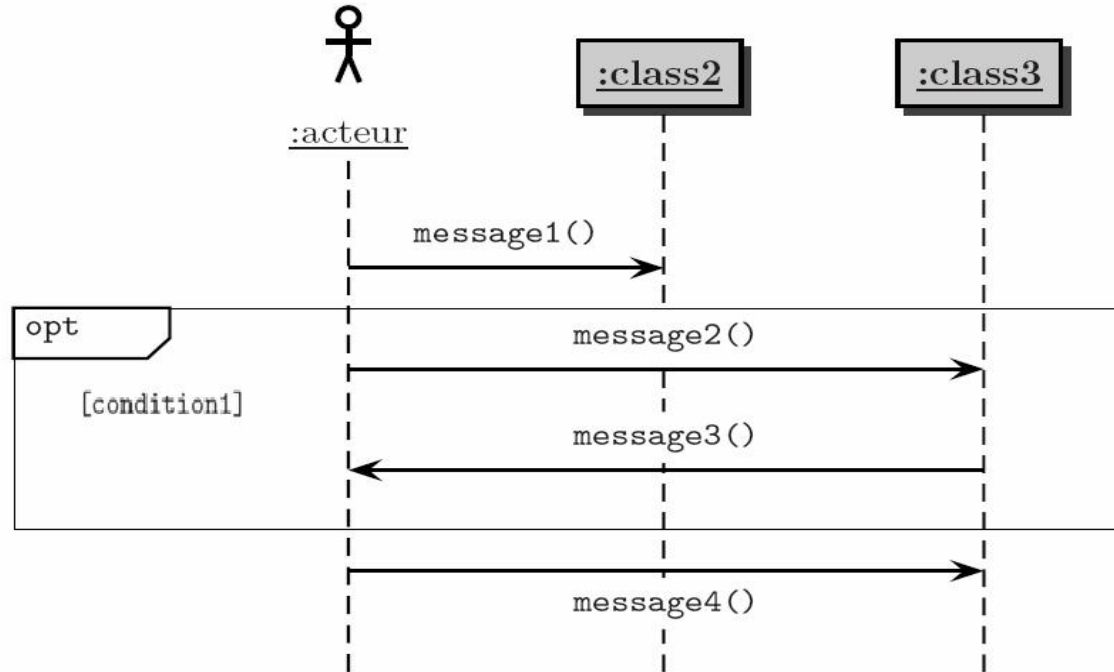 :class2
:class3
:acteur
message1()
opt
message2()
[condition1]
message3()
message4()